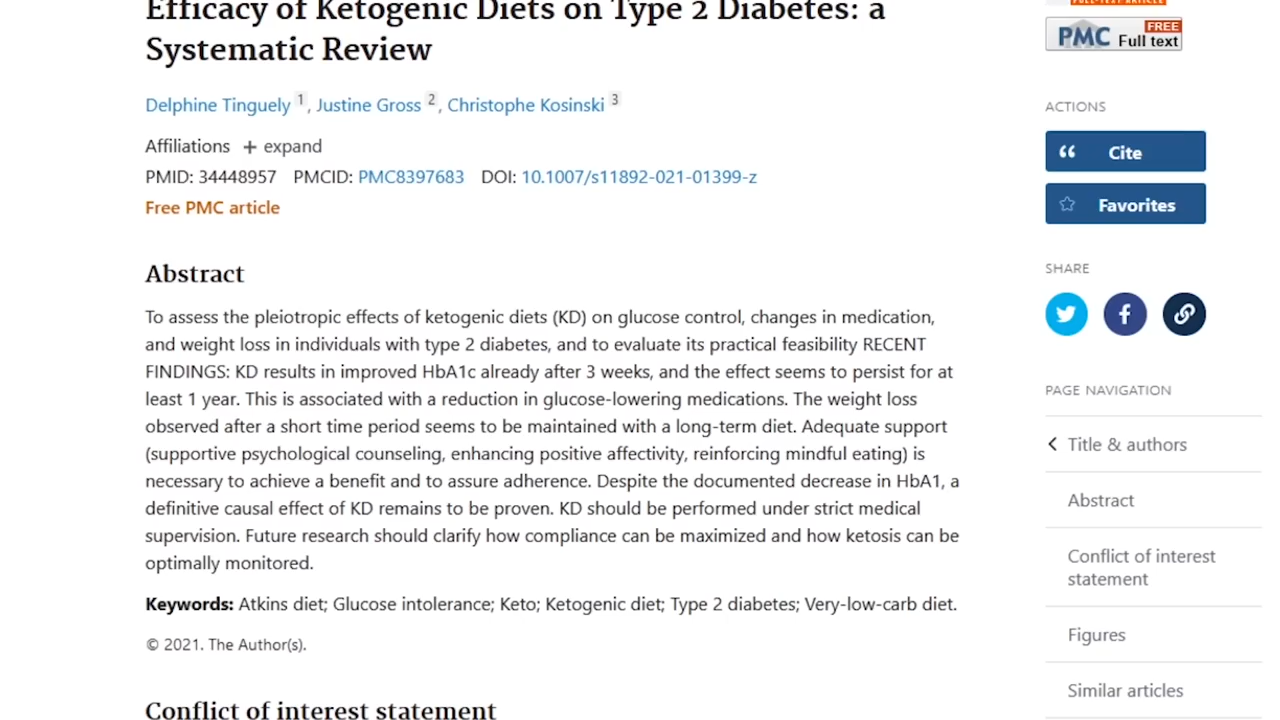 Efficacy of Ketogenic Diets on Type 2 Diabetes: a
Systematic Review
Delphine Tinguely 1, Justine Gross 2, Christophe Kosinski 3
Affiliations + expand
PMID: 34448957 PMCID: PMC8397683 DOI: 10.1007/s11892-021-01399-z
Free PMC article
Abstract
To assess the pleiotropic effects of ketogenic diets (KD) on glucose control, changes in medication,
and weight loss in individuals with type 2 diabetes, and to evaluate its practical feasibility RECENT
FINDINGS: KD results in improved HbA1c already after 3 weeks, and the effect seems to persist for at
least 1 year. This is associated with a reduction in glucose-lowering medications. The weight loss
observed after a short time period seems to be maintained with a long-term diet. Adequate support
(supportive psychological counseling, enhancing positive affectivity, reinforcing mindful eating) is
necessary to achieve a benefit and to assure adherence. Despite the documented decrease in HbA1, a
definitive causal effect of KD remains to be proven. KD should be performed under strict medical
supervision. Future research should clarify how compliance can be maximized and how ketosis can be
optimally monitored.
Keywords: Atkins diet; Glucose intolerance; Keto; Ketogenic diet; Type 2 diabetes; Very-low-carb diet.
© 2021. The Author(s).
Conflict of interest statement
FULL-TEXT ARTICLE
PMC FREE Full text
ACTIONS
Cite
Favorites
SHARE
PAGE NAVIGATION
Title & authors
Abstract
Conflict of interest
statement
Figures
Similar articles